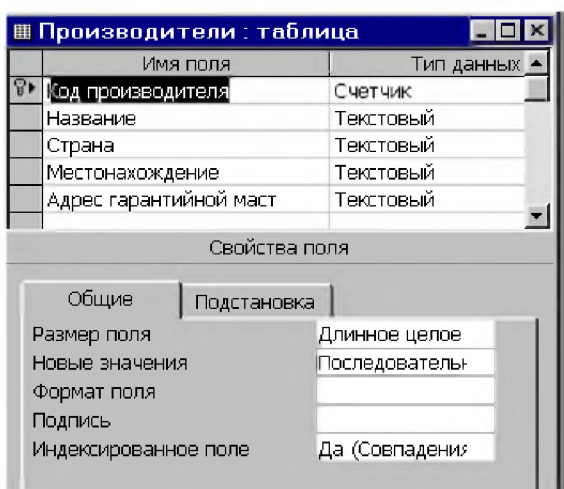 Производители : таблица
Имя поля Тип данных
Код производителя Счетчик
Название Текстовый
Страна Текстовый
Местонахождение Текстовый
Адрес гарантийной маст Текстовый
Свойства поля
Общие Подстановка
Размер поля Длинное целое
Новые значения Последовательн
Формат поля
Подпись
Индексированное поле Да (Совпадения